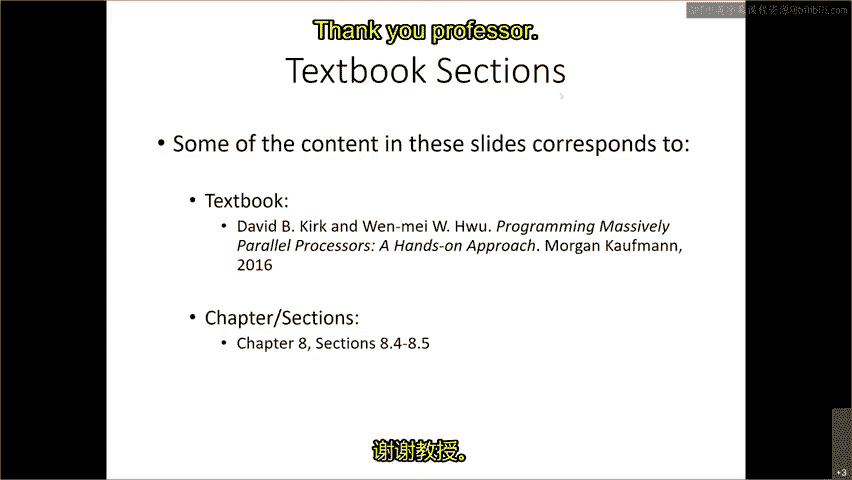 Thank you professor.
Textbook Sections
• Some of the content in these slides corresponds to:
• Textbook:
• David B. Kirk and Wen-mei W. Hwu. Programming Massively
Parallel Processors: A Hands-on Approach. Morgan Kaufmann,
2016
• Chapter/Sections:
• Chapter 8, Sections 8.4-8.5
谢谢教授。
+3